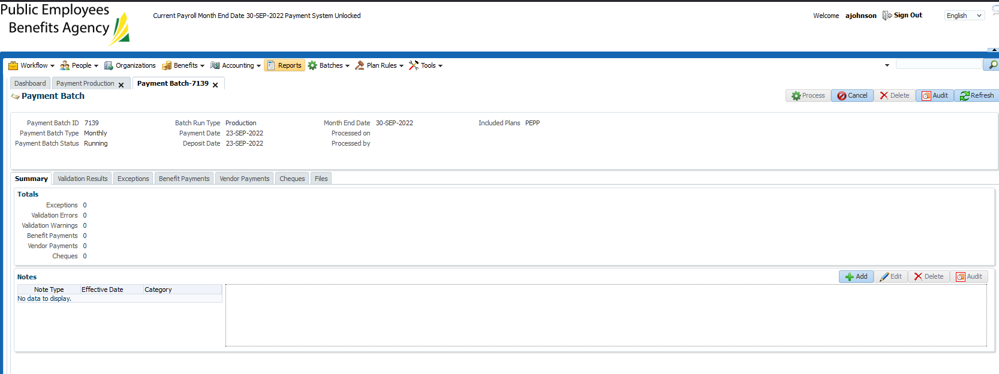 Public Employees
Benefits Agency
Current Payroll Month End Date 30-SEP-2022 Payment System Unlocked
Welcome ajohnson Sign Out English
Workflow People Organizations Benefits Accounting Reports Batches Plan Rules Tools
Dashboard Payment Production Payment Batch-7139
Payment Batch
Process Cancel Delete Audit Refresh
Payment Batch ID 7139 Batch Run Type Production Month End Date 30-SEP-2022 Included Plans PEPP
Payment Batch Type Monthly Payment Date 23-SEP-2022 Processed on
Payment Batch Status Running Deposit Date 23-SEP-2022 Processed by
Summary Validation Results Exceptions Benefit Payments Vendor Payments Cheques Files
Totals
Exceptions 0
Validation Errors 0
Validation Warnings 0
Benefit Payments 0
Vendor Payments 0
Cheques 0
Notes Add Edit Delete Audit
Note Type Effective Date Category
No data to display.